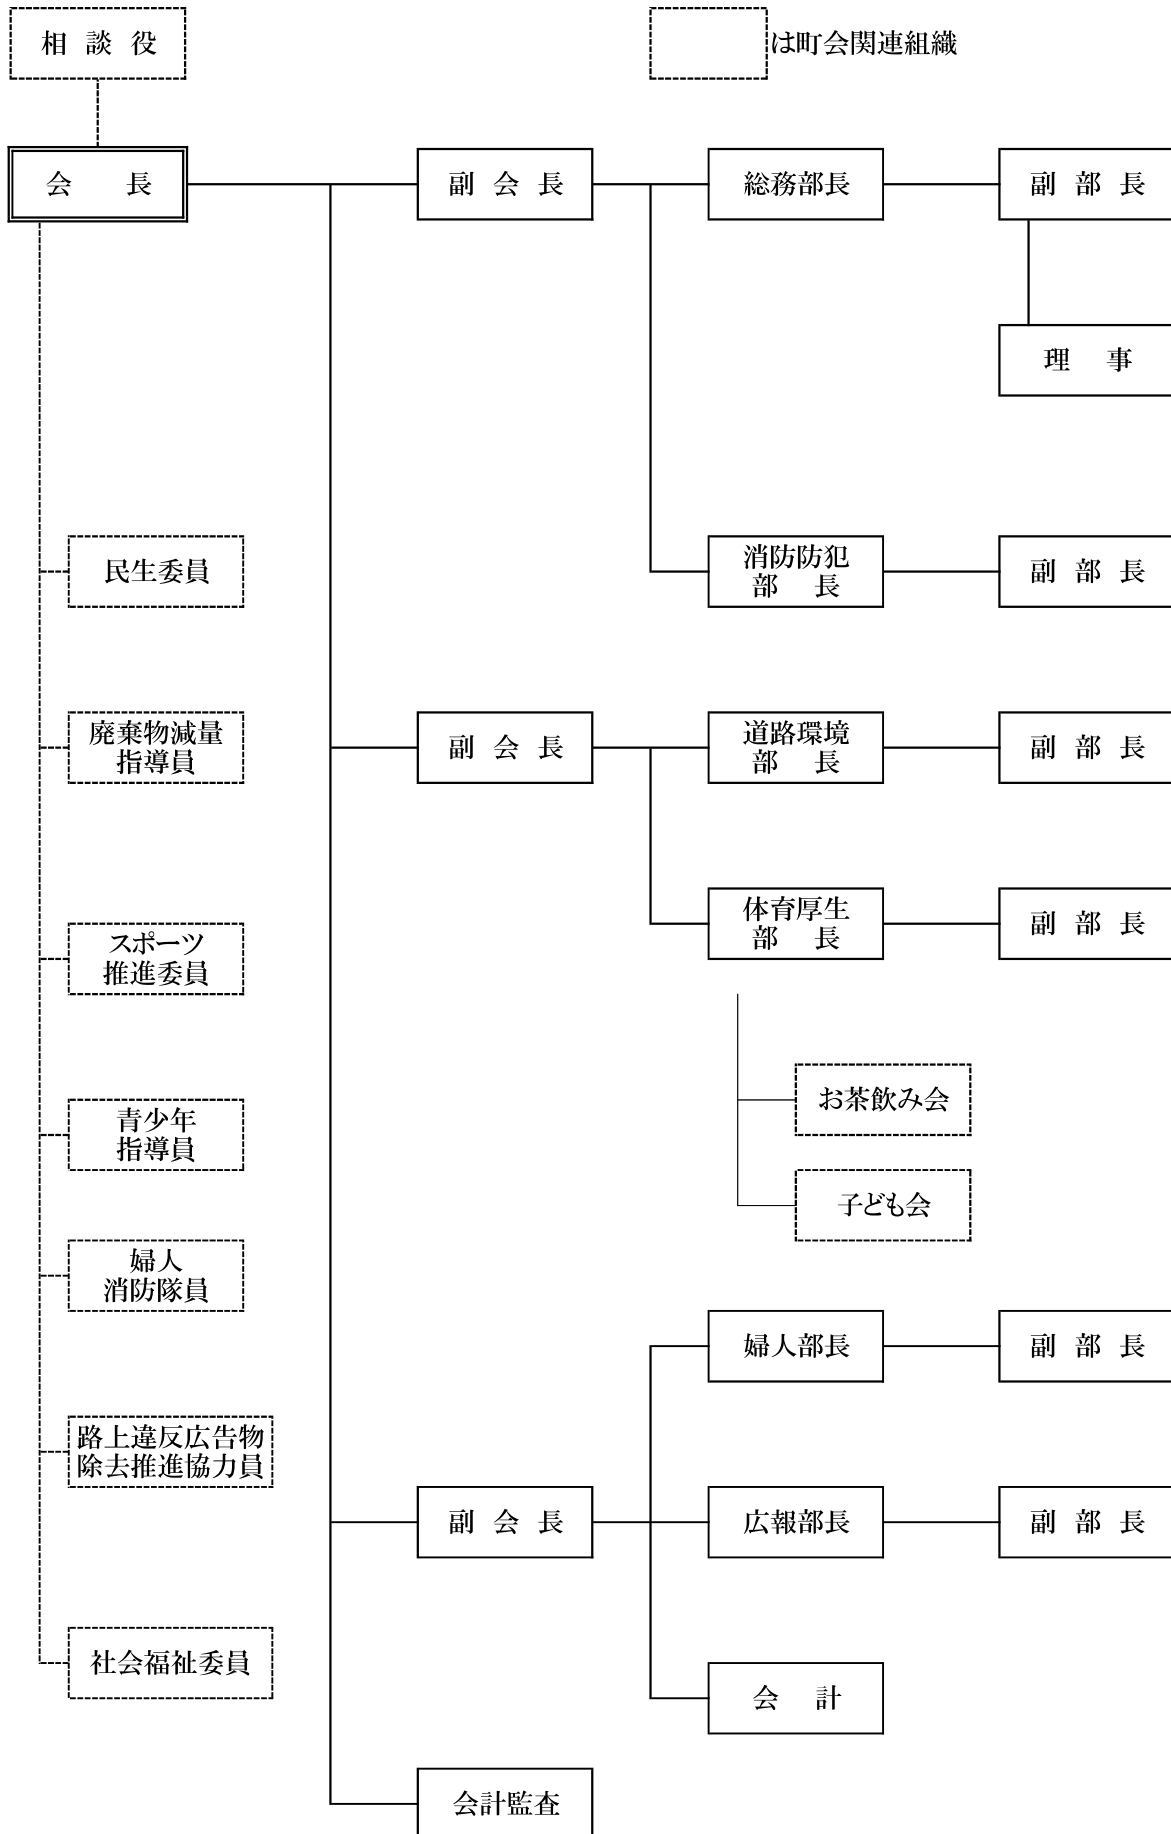 相談役
は町会関連組織
会長
副会長
総務部長
副部長
理事
民生委員
消防防犯
部長
副部長
廃棄物減量
指導員
副会長
道路環境
部長
副部長
スポーツ
推進委員
体育厚生
部長
副部長
お茶飲み会
青少年
指導員
子ども会
婦人
消防隊員
婦人部長
副部長
路上違反広告物
除去推進協力員
副会長
広報部長
副部長
社会福祉委員
会計
会計監査